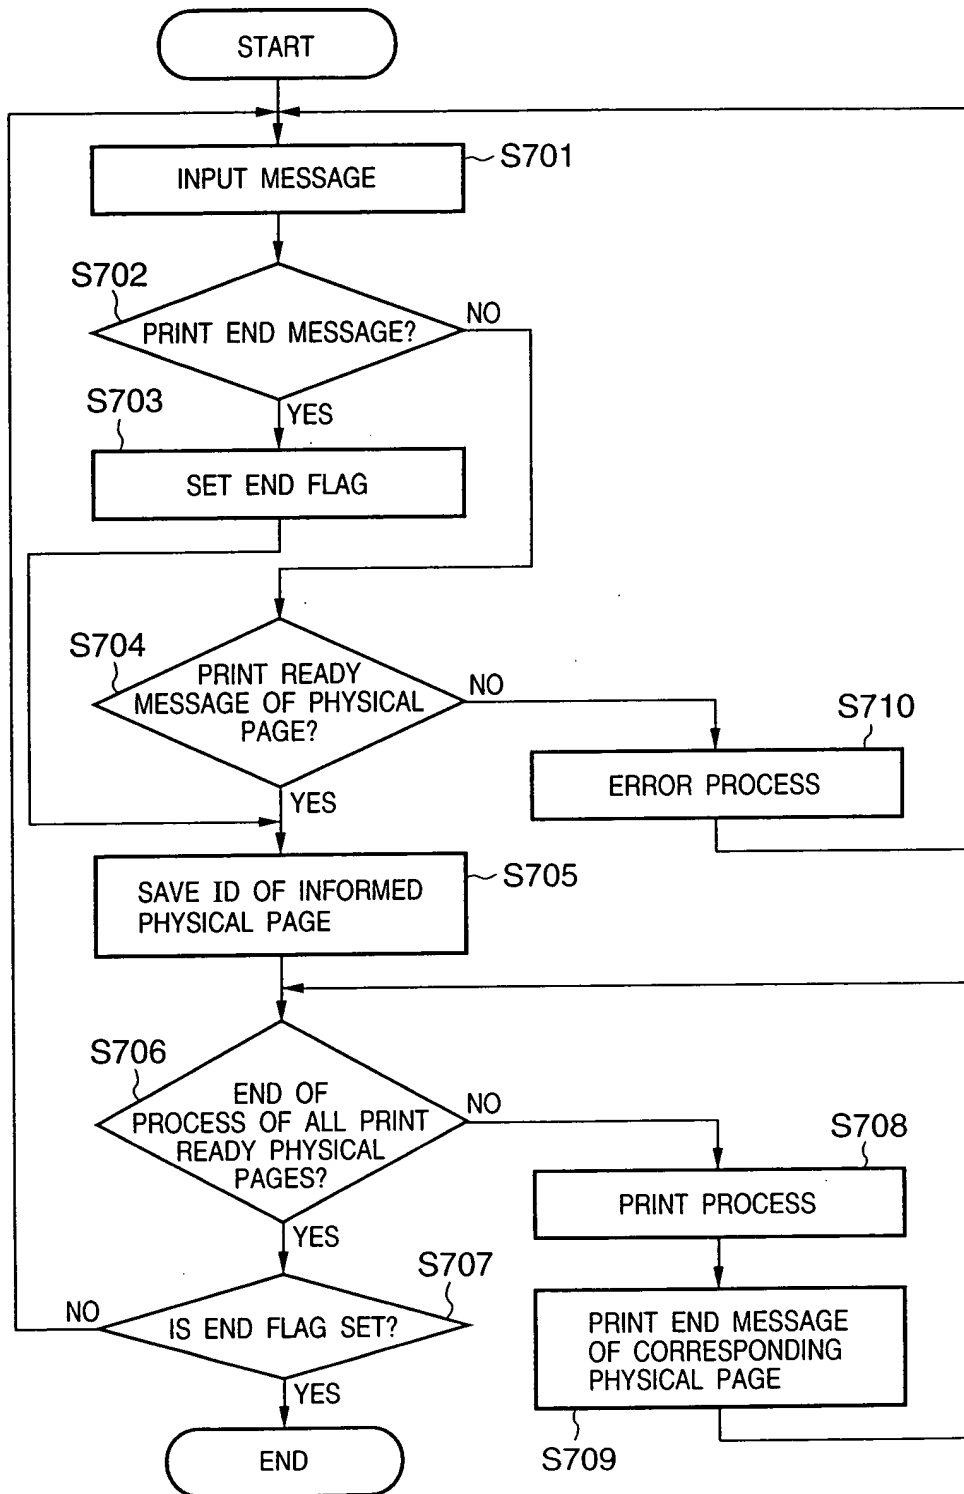 START
S701
INPUT MESSAGE
S702
NO
PRINT END MESSAGE?
S703
YES
SET END FLAG
S704
PRINT READY
MESSAGE OF PHYSICAL
PAGE?
NO
S710
YES
ERROR PROCESS
S705
SAVE ID OF INFORMED
PHYSICAL PAGE
S706
END OF
PROCESS OF ALL PRINT
READY PHYSICAL
PAGES?
NO
S708
PRINT PROCESS
YES
S707
NO
IS END FLAG SET?
PRINT END MESSAGE
OF CORRESPONDING
PHYSICAL PAGE
YES
S709
END